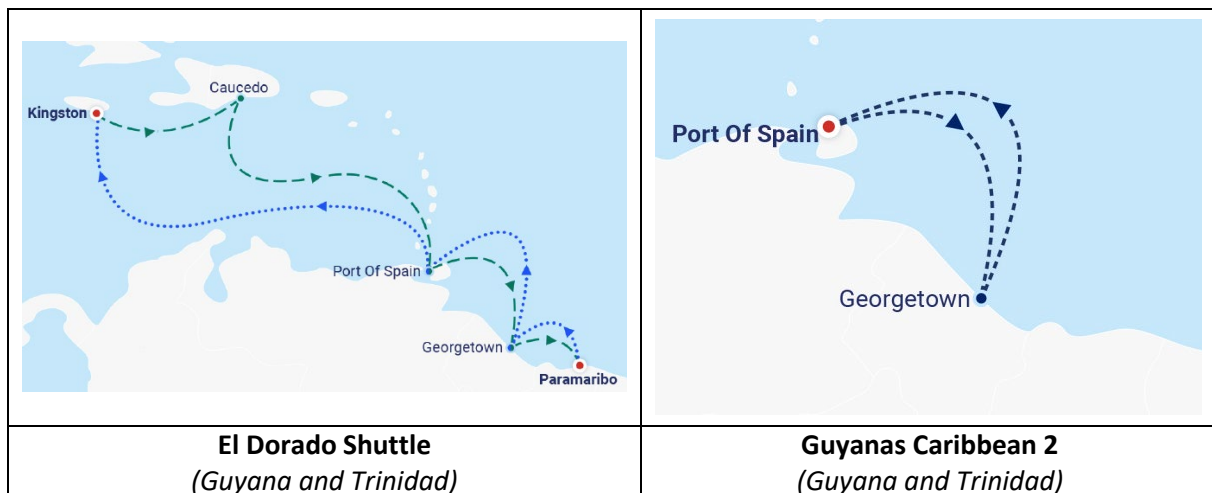 Caucedo
Kingston
Port Of Spain
Georgetown
Paramaribo
Port Of Spain
Georgetown
El Dorado Shuttle
(Guyana and Trinidad)
Guyanas Caribbean 2
(Guyana and Trinidad)